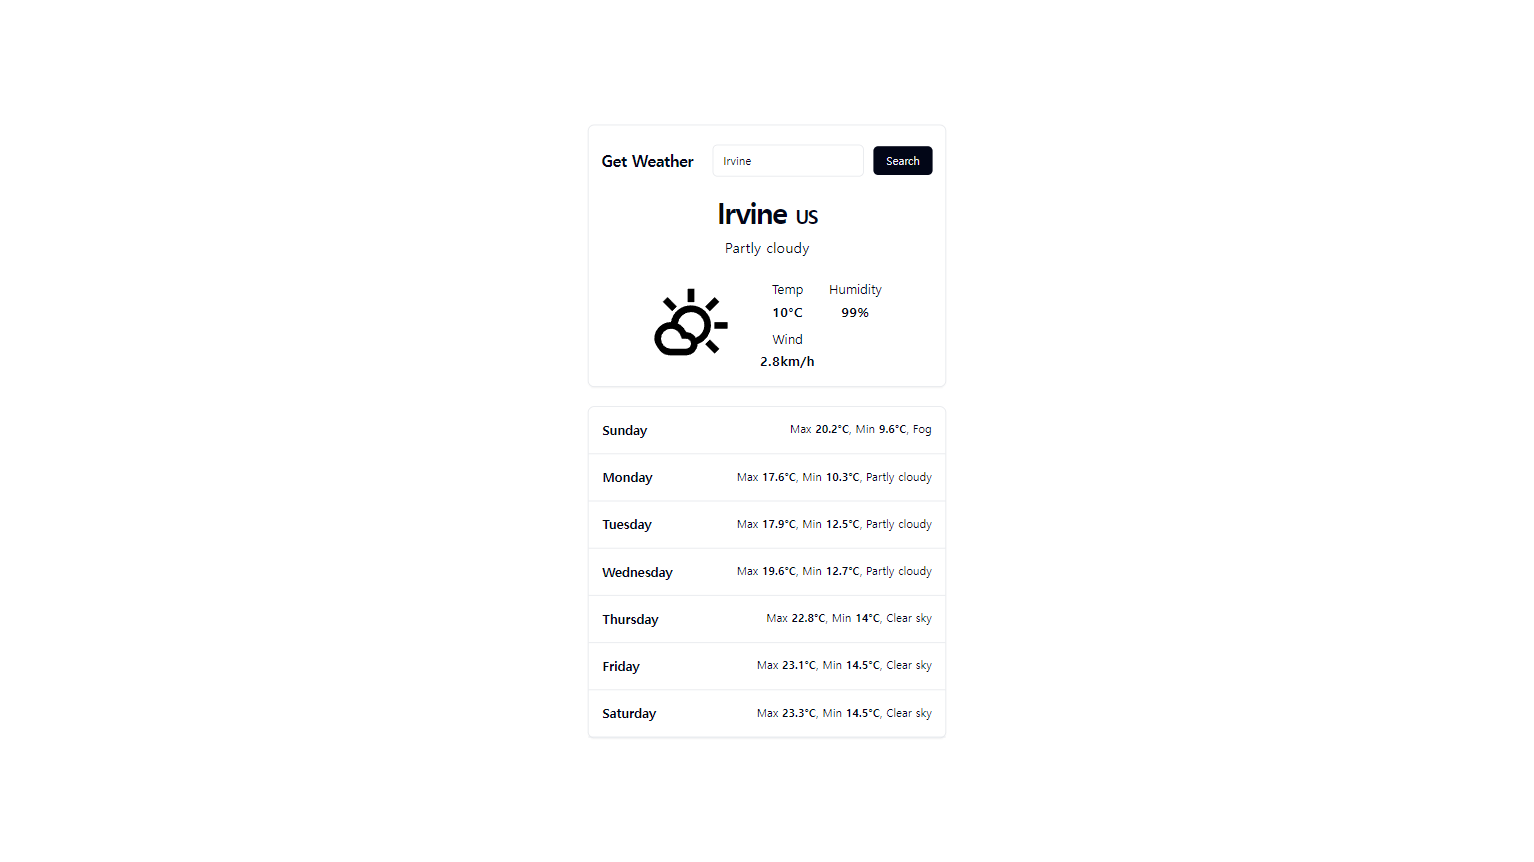 Get Weather Irvine Search
Irvine US
Partly cloudy
Temp Humidity
10°C 99%
Wind
2.8km/h
Sunday Max 20.2°C, Min 9.6°C, Fog
Monday Max 17.6°C, Min 10.3°C, Partly cloudy
Tuesday Max 17.9°C, Min 12.5°C, Partly cloudy
Wednesday Max 19.6°C, Min 12.7°C, Partly cloudy
Thursday Max 22.8°C, Min 14°C, Clear sky
Friday Max 23.1°C, Min 14.5°C, Clear sky
Saturday Max 23.3°C, Min 14.5°C, Clear sky